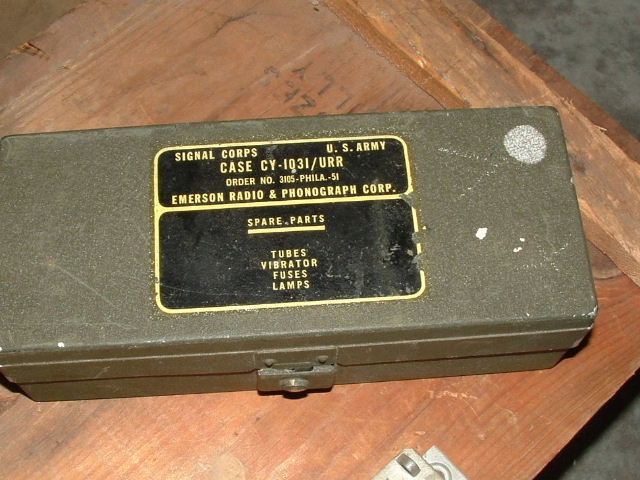 SIGNAL CORPS U.S. ARMY
CASE CY-1031/URR
ORDER NO. 3105-PHILA.-51
EMERSON RADIO & PHONOGRAPH CORP.
SPARE PARTS
TUBES
VIBRATOR
FUSES
LAMPS